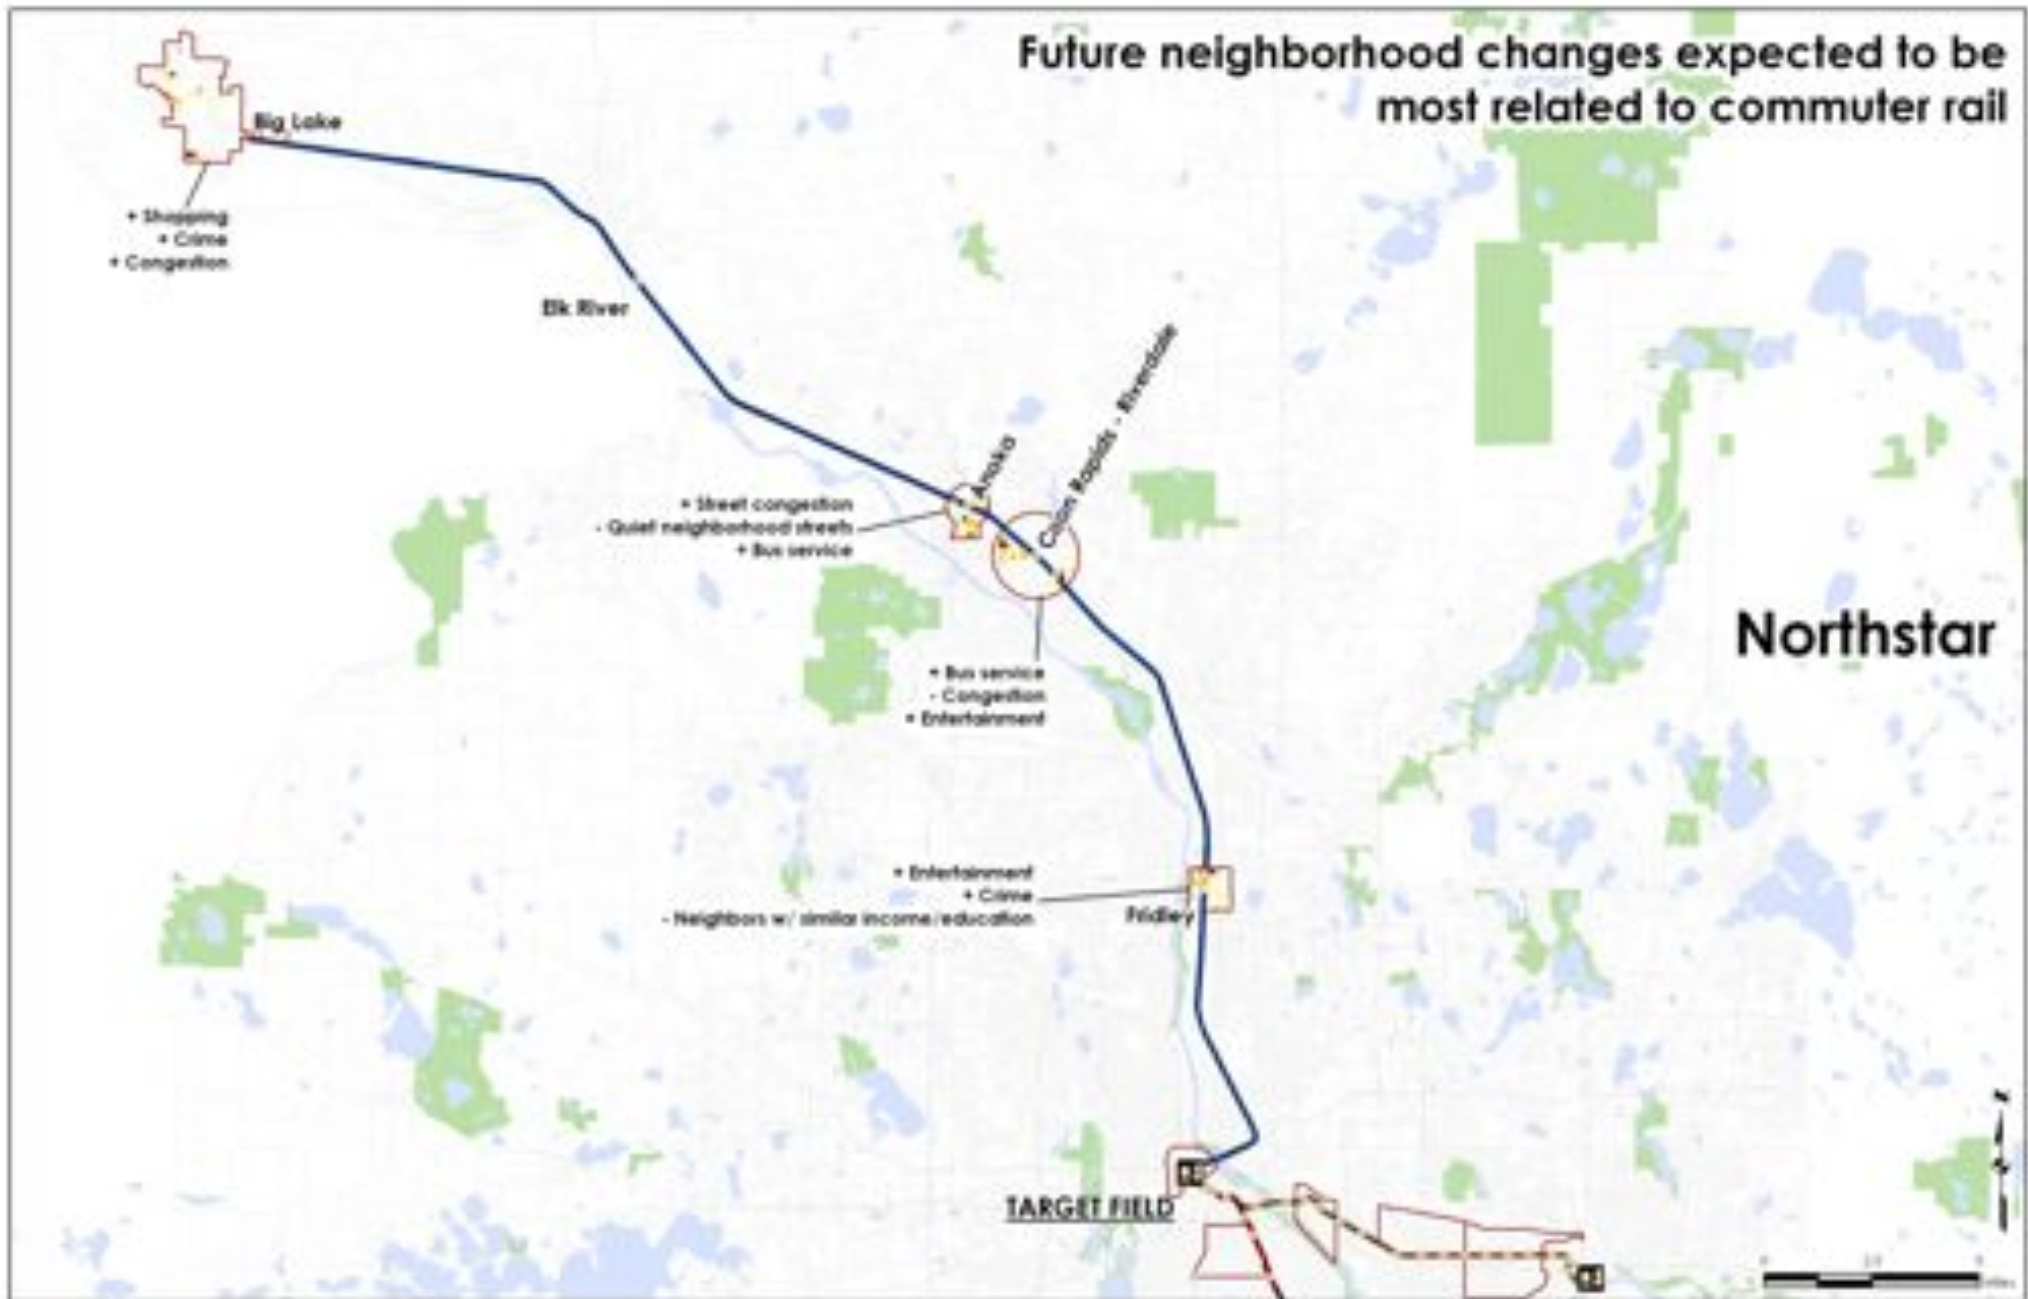 Future neighborhood changes expected to be
most related to commuter rail
Big Lake
+ Shopping
+ Crime
+ Congestion
Elk River
Anoka
Coon Rapids - Riverdale
+ Street congestion
- Quiet neighborhood streets
+ Bus service
Northstar
+ Bus service
- Congestion
+ Entertainment
+ Entertainment
+ Crime
- Neighbors w/ similar income/education
Fridley
TARGET FIELD